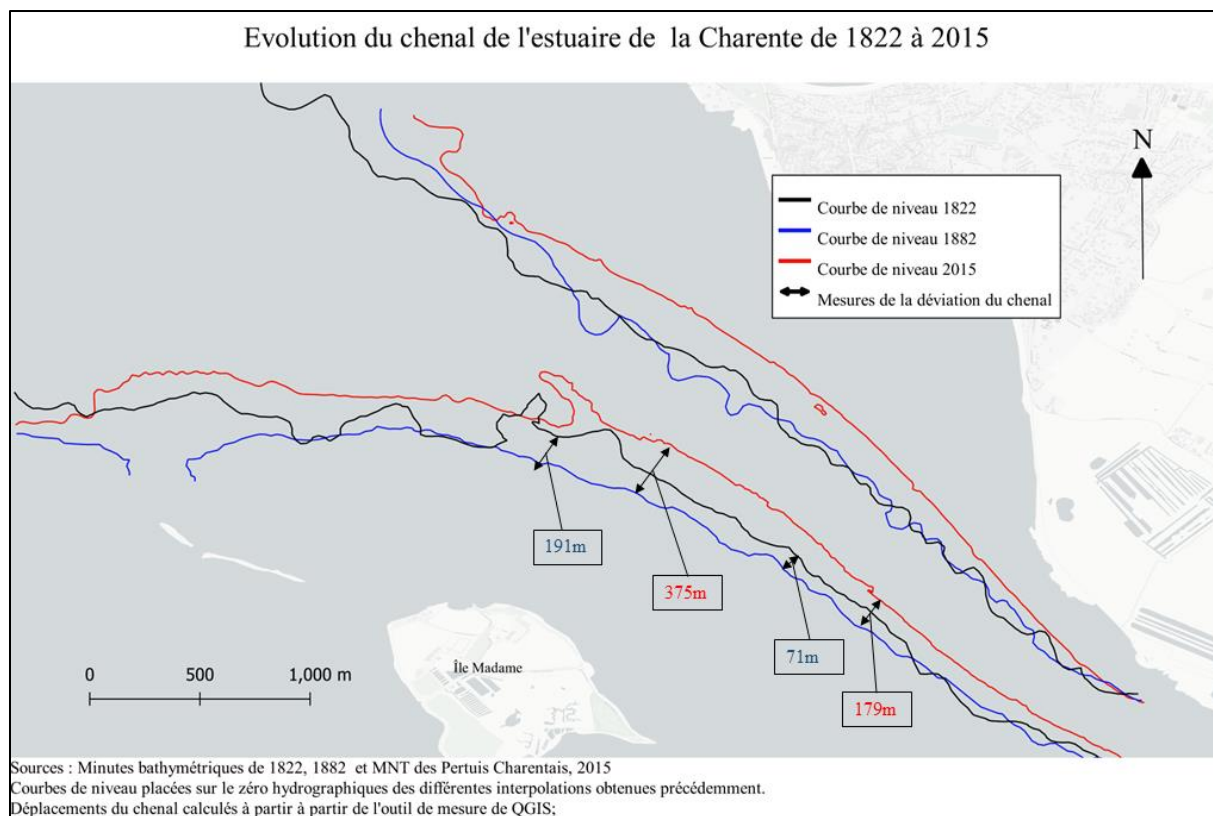 Evolution du chenal de l'estuaire de la Charente de 1822 à 2015
N
Courbe de niveau 1822
Courbe de niveau 1882
Courbe de niveau 2015
Mesures de la déviation du chenal
191m
375m
71m
179m
Île Madame
0 500 1,000 m
Sources : Minutes bathymétriques de 1822, 1882 et MNT des Pertuis Charentais, 2015
Courbes de niveau placées sur le zéro hydrographiques des différentes interpolations obtenues précédemment.
Déplacements du chenal calculés à partir à partir de l'outil de mesure de QGIS;